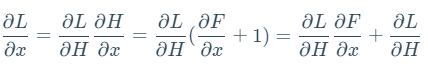 ∂L/∂x = ∂L/∂H ∂H/∂x = ∂L/∂H (∂F/∂x + 1) = ∂L/∂H ∂F/∂x + ∂L/∂H